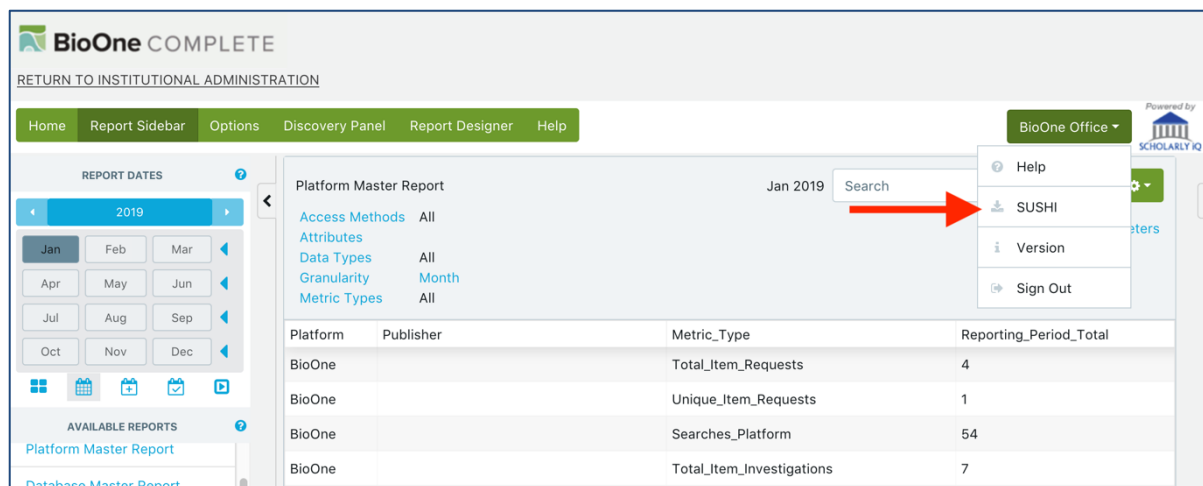 BioOne COMPLETE
RETURN TO INSTITUTIONAL ADMINISTRATION
Home Report Sidebar Options Discovery Panel Report Designer Help
BioOne Office
Powered by
SCHOLARLY iQ
Help
SUSHI
Version
Sign Out
REPORT DATES
2019
Jan Feb Mar
Apr May Jun
Jul Aug Sep
Oct Nov Dec
AVAILABLE REPORTS
Platform Master Report
Database Master Report
Platform Master Report Jan 2019 Search
Access Methods All
Attributes
Data Types All
Granularity Month
Metric Types All
Platform Publisher Metric_Type Reporting_Period_Total
BioOne Total_Item_Requests 4
BioOne Unique_Item_Requests 1
BioOne Searches_Platform 54
BioOne Total_Item_Investigations 7